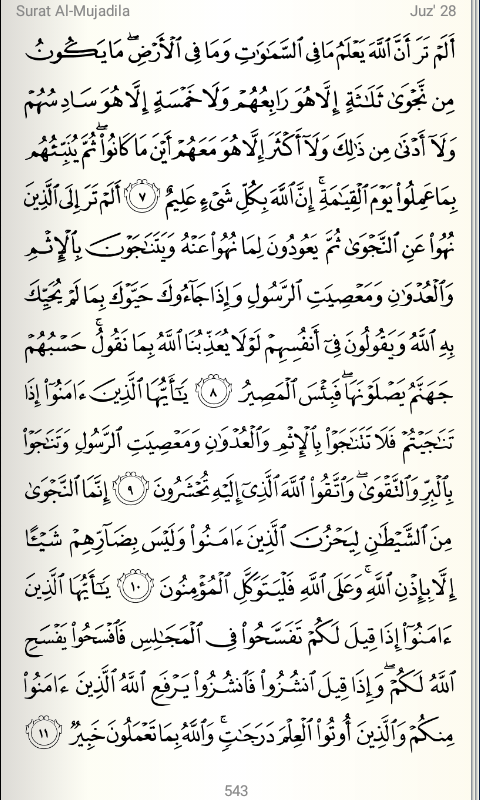 Surat Al-Mujadila Juz' 28
أَلَمْ تَرَ أَنَّ ٱللَّهَ يَعْلَمُ مَا فِى ٱلسَّمَـٰوَٰتِ وَمَا فِى ٱلْأَرْضِ ۖ مَا يَكُونُ
مِن نَّجْوَىٰ ثَلَـٰثَةٍ إِلَّا هُوَ رَابِعُهُمْ وَلَا خَمْسَةٍ إِلَّا هُوَ سَادِسُهُمْ
وَلَآ أَدْنَىٰ مِن ذَٰلِكَ وَلَآ أَكْثَرَ إِلَّا هُوَ مَعَهُمْ أَيْنَ مَا كَانُوا۟ ۖ ثُمَّ يُنَبِّئُهُم
بِمَا عَمِلُوا۟ يَوْمَ ٱلْقِيَـٰمَةِ ۚ إِنَّ ٱللَّهَ بِكُلِّ شَىْءٍ عَلِيمٌ ٧ أَلَمْ تَرَ إِلَى ٱلَّذِينَ
نُهُوا۟ عَنِ ٱلنَّجْوَىٰ ثُمَّ يَعُودُونَ لِمَا نُهُوا۟ عَنْهُ وَيَتَنَـٰجَوْنَ بِٱلْإِثْمِ
وَٱلْعُدْوَٰنِ وَمَعْصِيَتِ ٱلرَّسُولِ وَإِذَا جَآءُوكَ حَيَّوْكَ بِمَا لَمْ يُحَيِّكَ
بِهِ ٱللَّهُ وَيَقُولُونَ فِىٓ أَنفُسِهِمْ لَوْلَا يُعَذِّبُنَا ٱللَّهُ بِمَا نَقُولُ ۚ حَسْبُهُمْ
جَهَنَّمُ يَصْلَوْنَهَا ۖ فَبِئْسَ ٱلْمَصِيرُ ٨ يَـٰٓأَيُّهَا ٱلَّذِينَ ءَامَنُوٓا۟ إِذَا
تَنَـٰجَيْتُمْ فَلَا تَتَنَـٰجَوْا۟ بِٱلْإِثْمِ وَٱلْعُدْوَٰنِ وَمَعْصِيَتِ ٱلرَّسُولِ وَتَنَـٰجَوْا۟
بِٱلْبِرِّ وَٱلتَّقْوَىٰ ۖ وَٱتَّقُوا۟ ٱللَّهَ ٱلَّذِىٓ إِلَيْهِ تُحْشَرُونَ ٩ إِنَّمَا ٱلنَّجْوَىٰ
مِنَ ٱلشَّيْطَـٰنِ لِيَحْزُنَ ٱلَّذِينَ ءَامَنُوا۟ وَلَيْسَ بِضَآرِّهِمْ شَيْـًٔا
إِلَّا بِإِذْنِ ٱللَّهِ ۚ وَعَلَى ٱللَّهِ فَلْيَتَوَكَّلِ ٱلْمُؤْمِنُونَ ١٠ يَـٰٓأَيُّهَا ٱلَّذِينَ
ءَامَنُوٓا۟ إِذَا قِيلَ لَكُمْ تَفَسَّحُوا۟ فِى ٱلْمَجَـٰلِسِ فَٱفْسَحُوا۟ يَفْسَحِ
ٱللَّهُ لَكُمْ ۖ وَإِذَا قِيلَ ٱنشُزُوا۟ فَٱنشُزُوا۟ يَرْفَعِ ٱللَّهُ ٱلَّذِينَ ءَامَنُوا۟
مِنكُمْ وَٱلَّذِينَ أُوتُوا۟ ٱلْعِلْمَ دَرَجَـٰتٍ ۚ وَٱللَّهُ بِمَا تَعْمَلُونَ خَبِيرٌ ١١
543